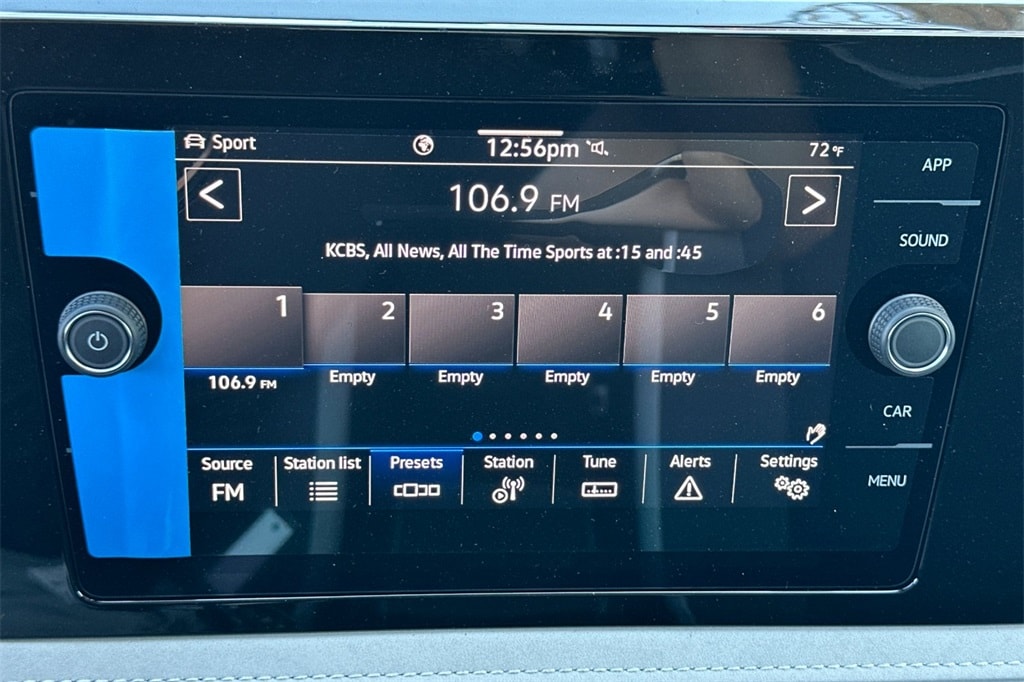 Sport
12:56pm
72°F
APP
106.9 FM
SOUND
KCBS, All News, All The Time Sports at :15 and :45
1 2 3 4 5 6
106.9 FM Empty Empty Empty Empty Empty
CAR
Source Station list Presets Station Tune Alerts Settings
FM
MENU